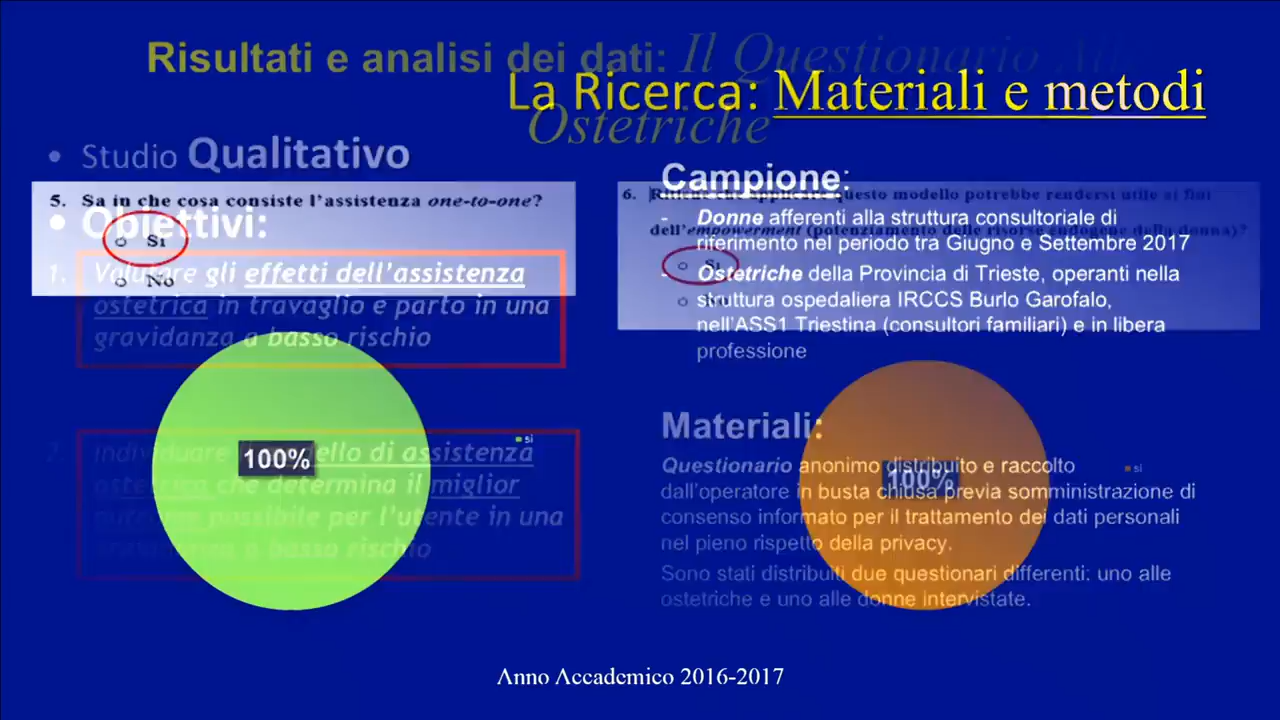 Risultati e analisi dei dati: Il Questionario
Ostetriche
La Ricerca: Materiali e metodi
• Studio Qualitativo
• Obiettivi:
1. Valutare gli effetti dell'assistenza
ostetrica in travaglio e parto in una
gravidanza a basso rischio
2. individuare il modello di assistenza
ostetrica che determina il miglior
outcome possibile per l'utente in una
gravidanza a basso rischio
5. Sa in che cosa consiste l'assistenza one-to-one?
Si
No
100%
si
Campione:
- Donne afferenti alla struttura consultoriale di
riferimento nel periodo tra Giugno e Settembre 2017
- Ostetriche della Provincia di Trieste, operanti nella
struttura ospedaliera IRCCS Burlo Garofalo,
nell'ASS1 Triestina (consultori familiari) e in libera
professione
6. Ritiene che applicare questo modello potrebbe rendersi utile ai fini
dell'empowerment (potenziamento delle risorse endogene della donna)?
Si
No
100%
si
Materiali:
Questionario anonimo distribuito e raccolto
dall'operatore in busta chiusa previa somministrazione di
consenso informato per il trattamento dei dati personali
nel pieno rispetto della privacy.
Sono stati distribuiti due questionari differenti: uno alle
ostetriche e uno alle donne intervistate.
Anno Accademico 2016-2017